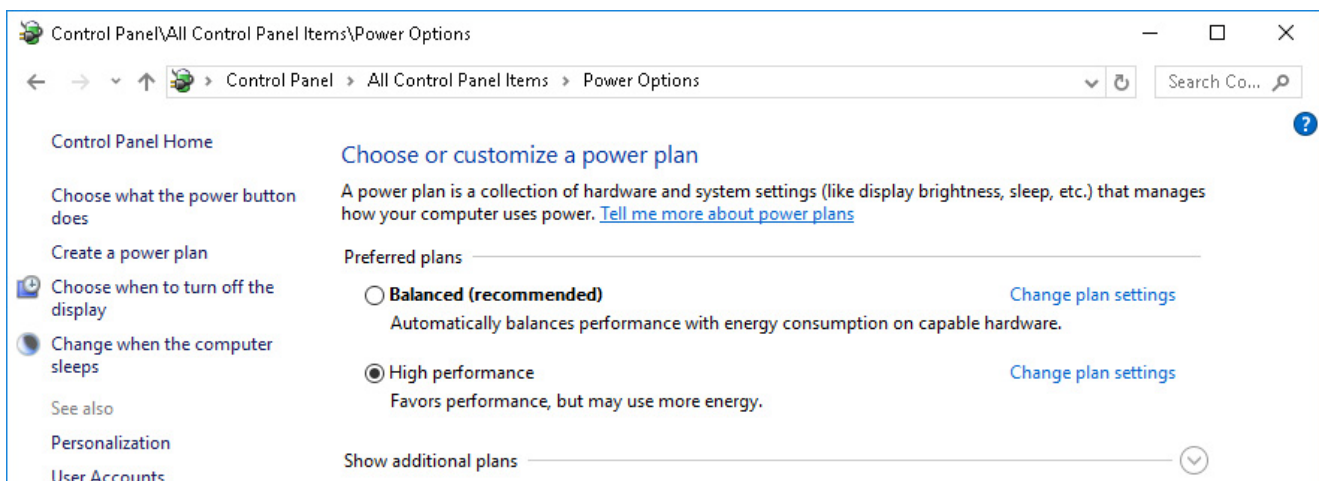 Control Panel\All Control Panel Items\Power Options
Control Panel > All Control Panel Items > Power Options
Search Co...
Control Panel Home
Choose what the power button
does
Create a power plan
Choose when to turn off the
display
Change when the computer
sleeps
See also
Personalization
User Accounts
?
Choose or customize a power plan
A power plan is a collection of hardware and system settings (like display brightness, sleep, etc.) that manages
how your computer uses power. Tell me more about power plans
Preferred plans
Balanced (recommended)
Change plan settings
Automatically balances performance with energy consumption on capable hardware.
High performance
Change plan settings
Favors performance, but may use more energy.
Show additional plans